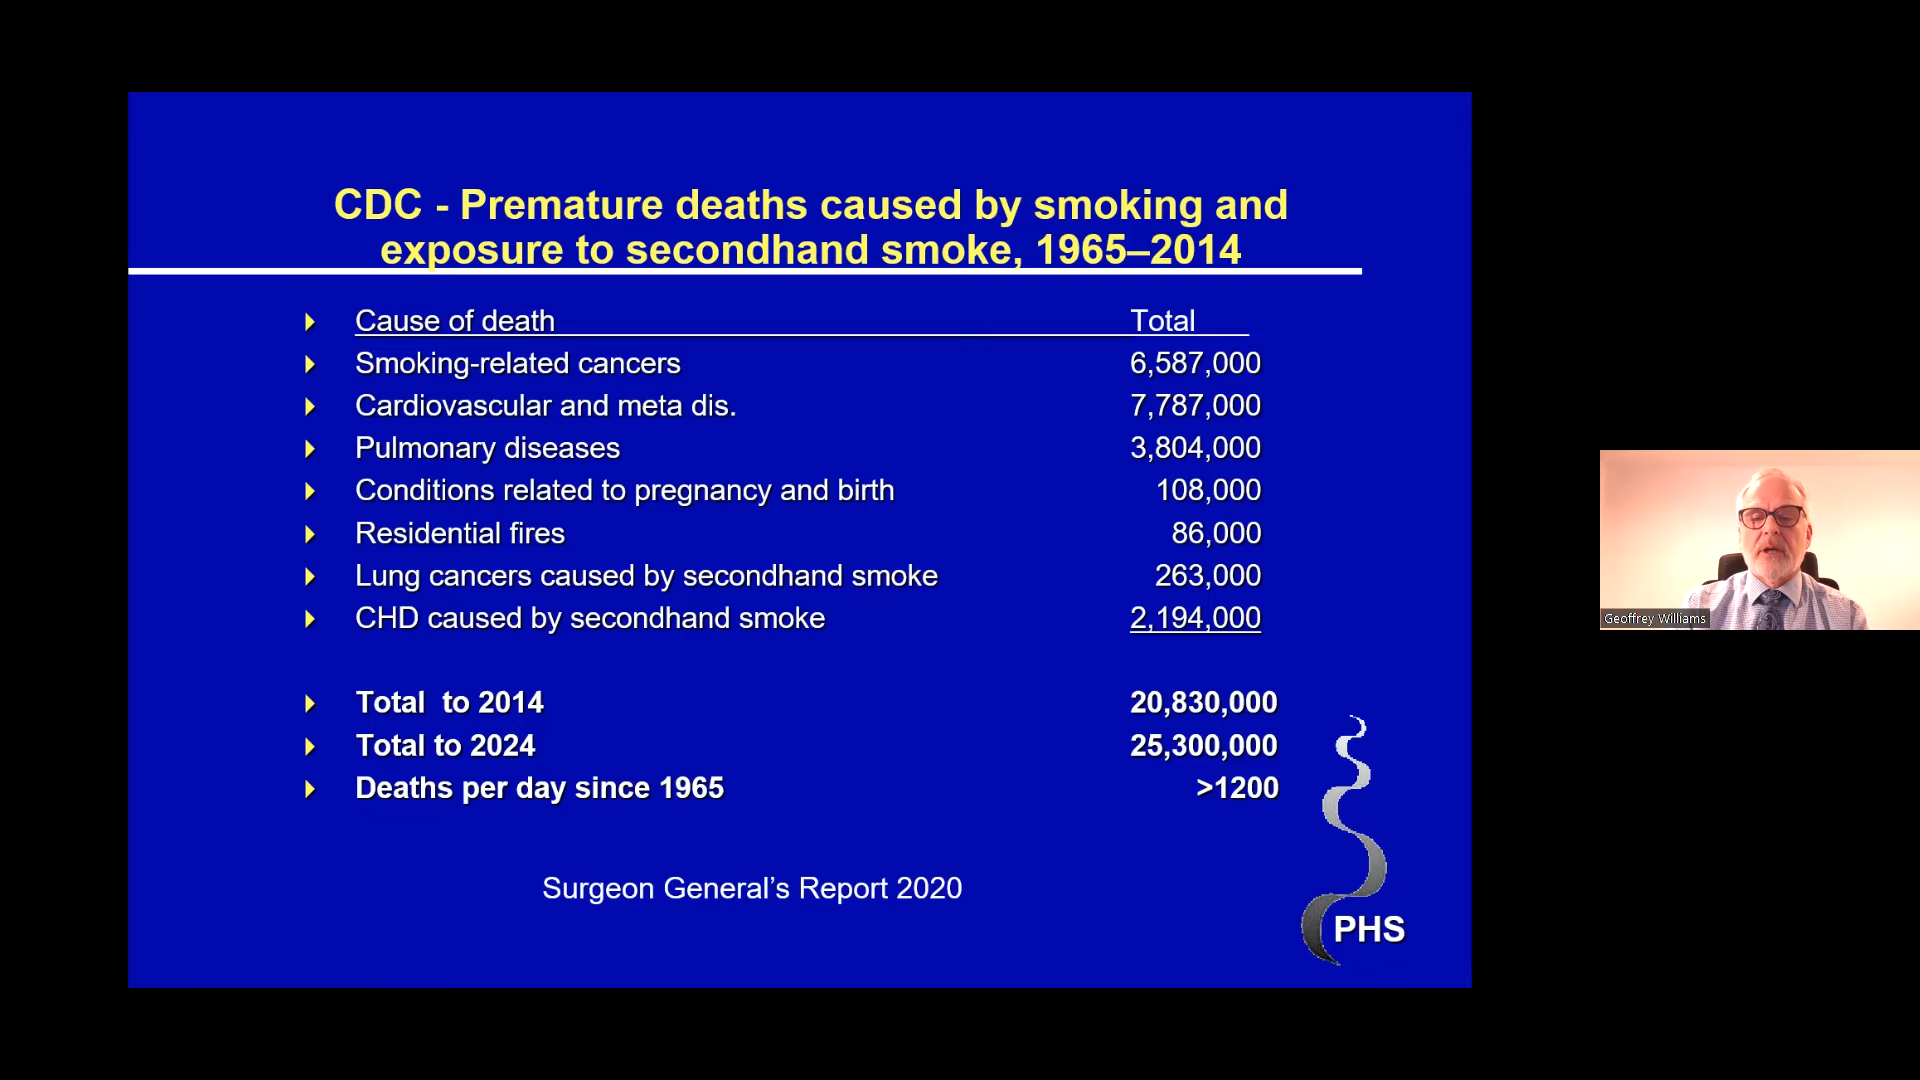 CDC - Premature deaths caused by smoking and
exposure to secondhand smoke, 1965–2014
Cause of death Total
Smoking-related cancers 6,587,000
Cardiovascular and meta dis. 7,787,000
Pulmonary diseases 3,804,000
Conditions related to pregnancy and birth 108,000
Residential fires 86,000
Lung cancers caused by secondhand smoke 263,000
CHD caused by secondhand smoke 2,194,000
Total to 2014 20,830,000
Total to 2024 25,300,000
Deaths per day since 1965 >1200
Surgeon General’s Report 2020
PHS
Geoffrey Williams